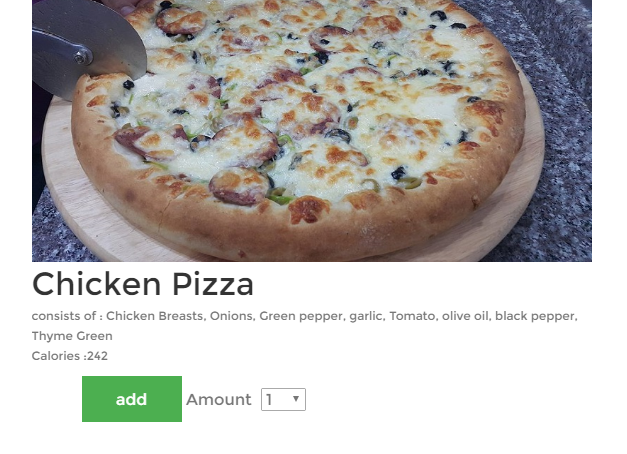 Chicken Pizza
consists of : Chicken Breasts, Onions, Green pepper, garlic, Tomato, olive oil, black pepper,
Thyme Green
Calories :242
add Amount 1